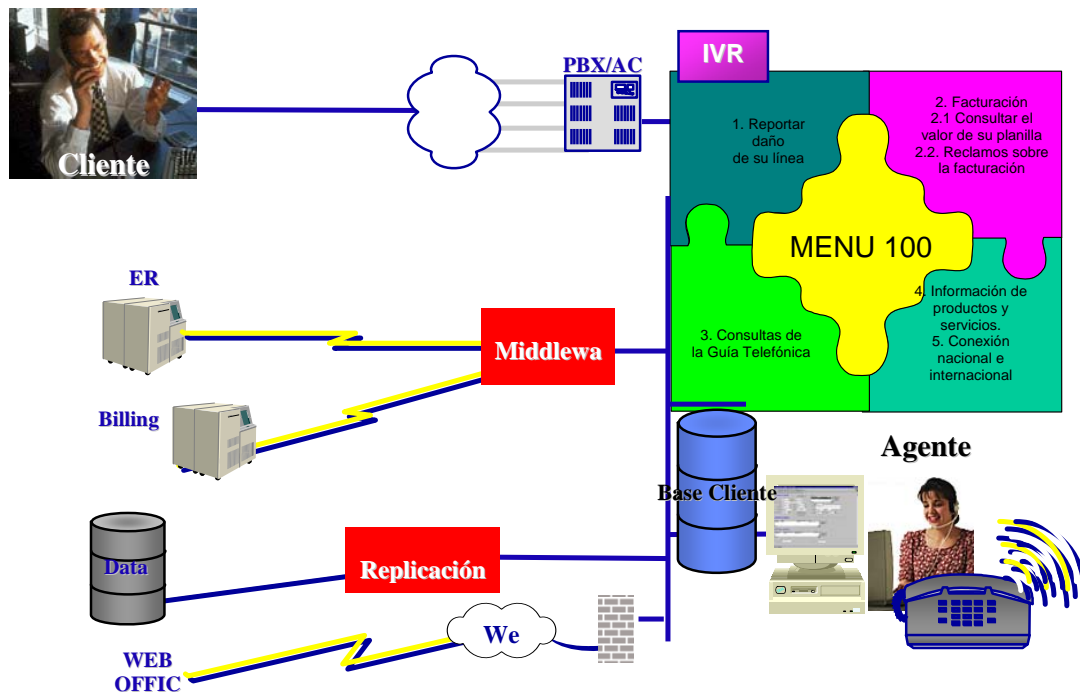 Cliente
PBX/AC
IVR
1. Reportar
daño
de su línea
2. Facturación
2.1 Consultar el
valor de su planilla
2.2. Reclamos sobre
la facturación
MENU 100
3. Consultas de
la Guía Telefónica
4. Información de
productos y
servicios.
5. Conexión
nacional e
internacional
ER
Middlewa
Billing
Agente
Base Cliente
Data
Replicación
We
WEB
OFFIC